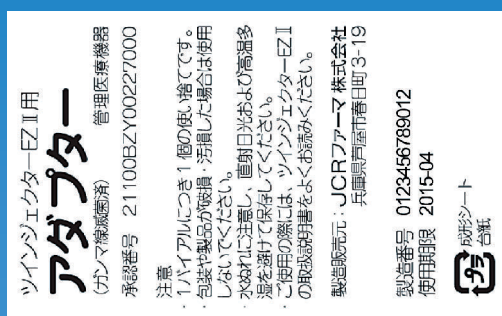 ツインジェクターEZⅡ用
アダプター
(ガンマ線滅菌済) 管理医療機器
承認番号 21100BZY00227000
注意
・1バイアルにつき1個の使い捨てです。
・包装や製品が破損・汚損した場合は使用
しないでください。
・水ぬれに注意し、直射日光および高温多
湿を避けて保存してください。
・ご使用の際には、ツインジェクターEZⅡ
の取扱説明書をよくお読みください。
製造販売元：JCRファーマ株式会社
兵庫県芦屋市春日町3-19
製造番号 0123456789012
使用期限 2015-04
プラ 成形シート
台紙